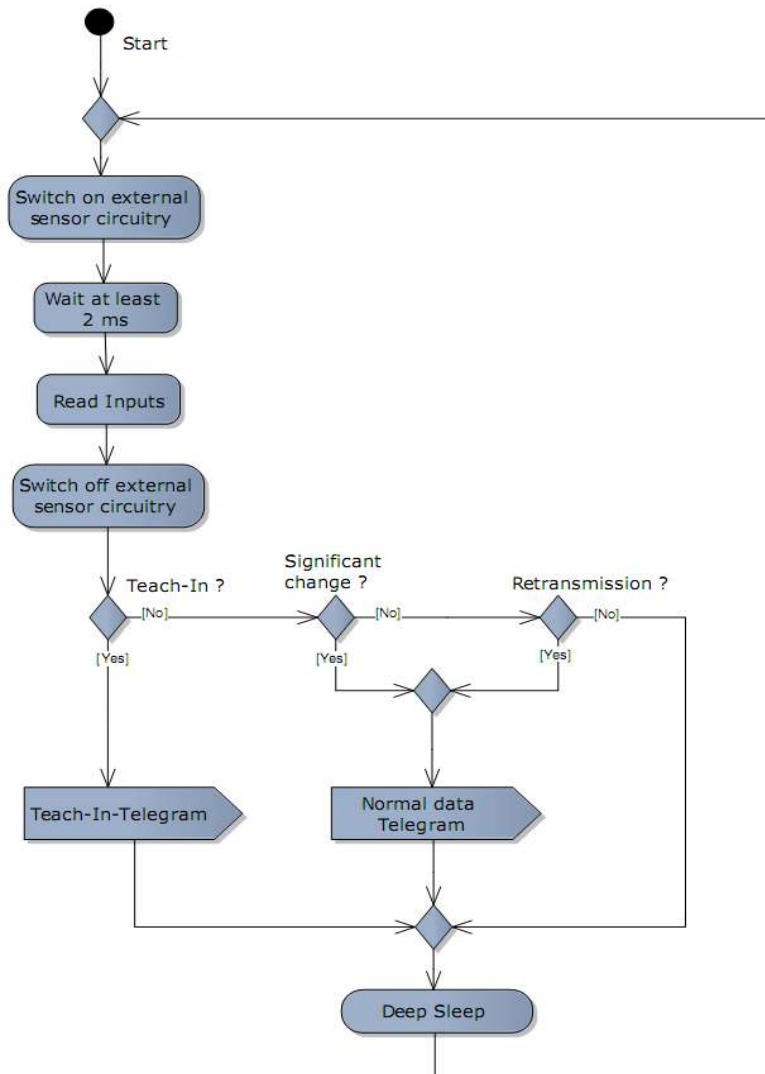 Start
Switch on external
sensor circuitry
Wait at least
2 ms
Read Inputs
Switch off external
sensor circuitry
Teach-In ?
Significant
change ?
Retransmission ?
[No]
[No]
[No]
[Yes]
[Yes]
[Yes]
Teach-In-Telegram
Normal data
Telegram
Deep Sleep